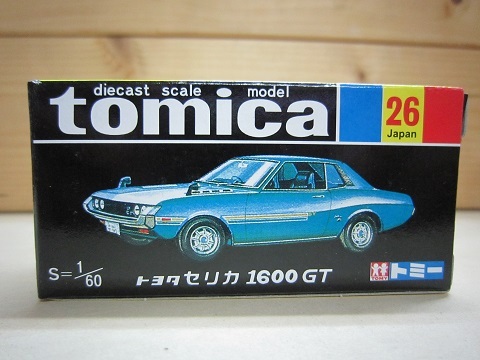 diecast scale model
tomica
26
Japan
S=1/60
トヨタ セリカ 1600 GT
TOMY
トミー